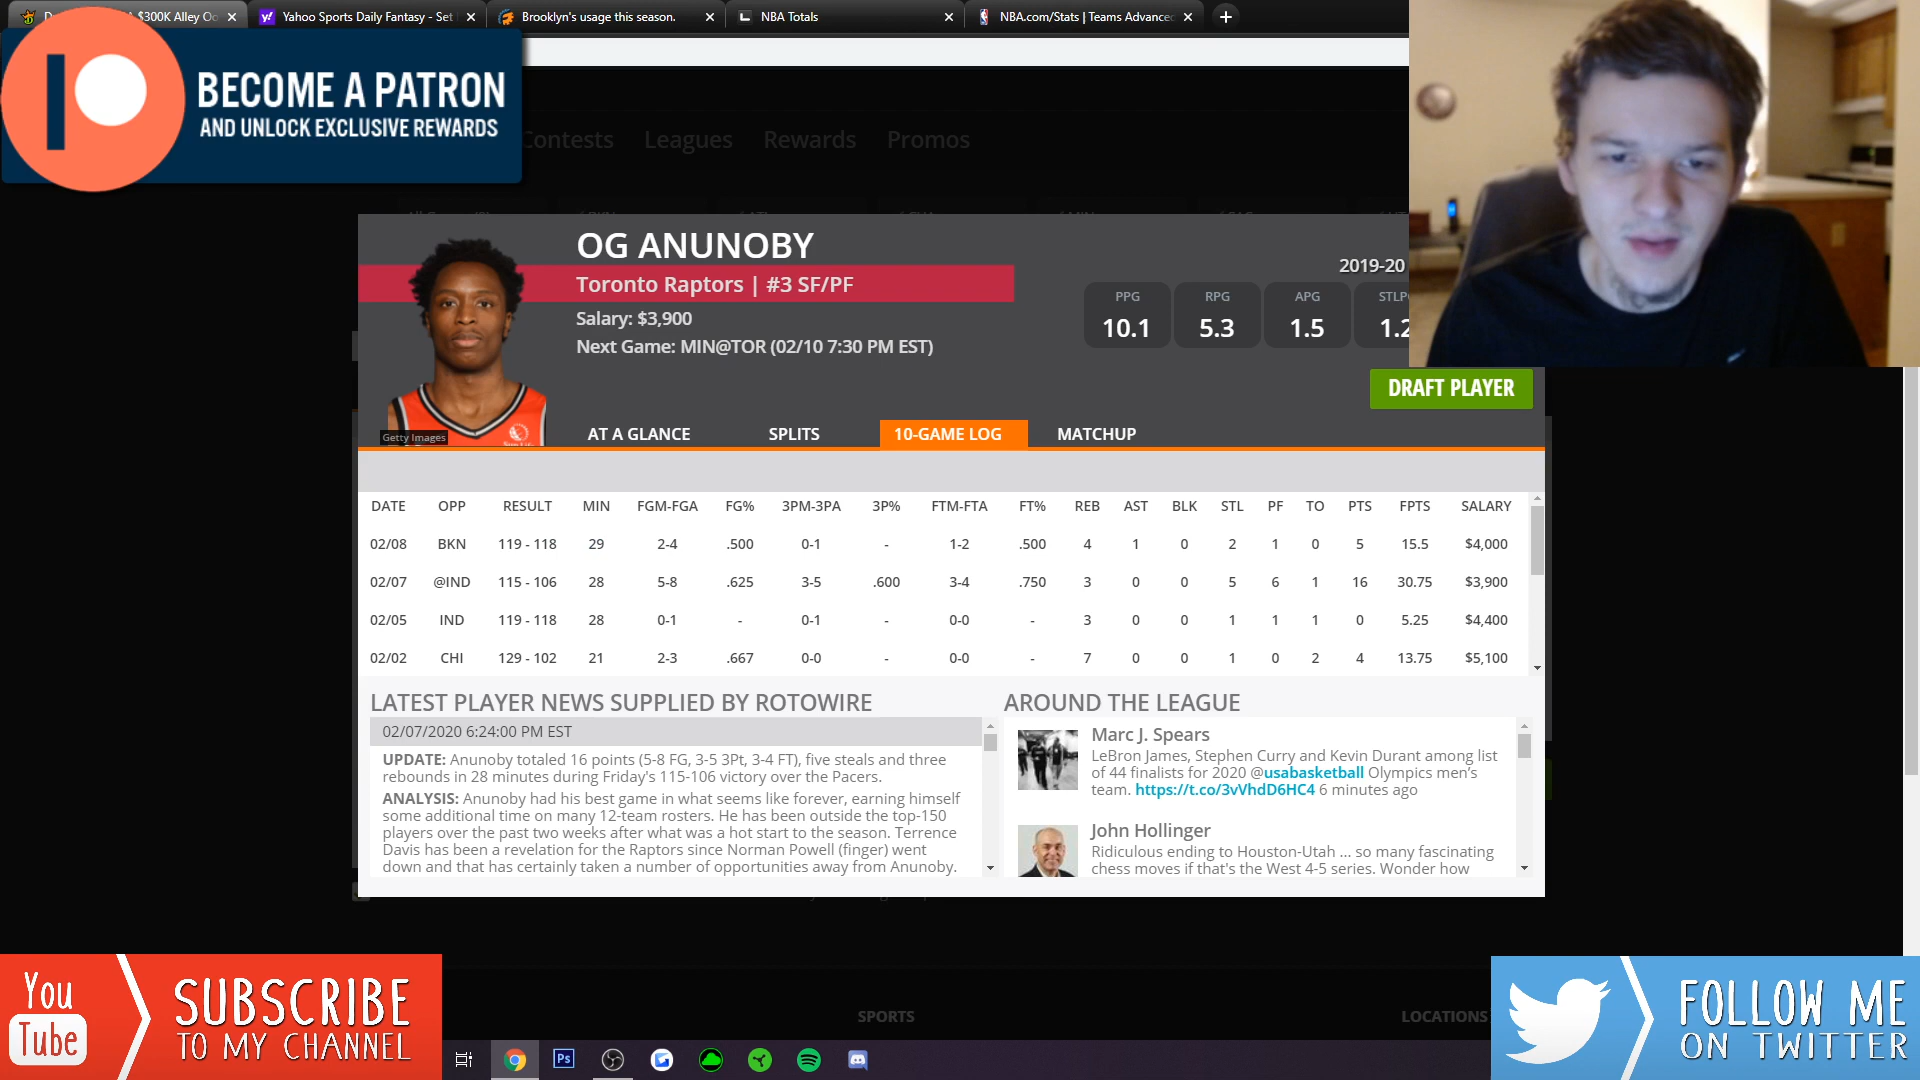 $300K Alley Oo
Yahoo Sports Daily Fantasy - Set
Brooklyn's usage this season.
NBA Totals
NBA.com/Stats | Teams Advanced
BECOME A PATRON
AND UNLOCK EXCLUSIVE REWARDS
Contests Leagues Rewards Promos
OG ANUNOBY
Toronto Raptors | #3 SF/PF
Salary: $3,900
Next Game: MIN@TOR (02/10 7:30 PM EST)
2019-20
PPG RPG APG STLPG
10.1 5.3 1.5 1.2
DRAFT PLAYER
Getty Images
AT A GLANCE SPLITS 10-GAME LOG MATCHUP
DATE OPP RESULT MIN FGM-FGA FG% 3PM-3PA 3P% FTM-FTA FT% REB AST BLK STL PF TO PTS FPTS SALARY
02/08 BKN 119 - 118 29 2-4 .500 0-1 - 1-2 .500 4 1 0 2 1 0 5 15.5 $4,000
02/07 @IND 115 - 106 28 5-8 .625 3-5 .600 3-4 .750 3 0 0 5 6 1 16 30.75 $3,900
02/05 IND 119 - 118 28 0-1 - 0-1 - 0-0 - 3 0 0 1 1 1 0 5.25 $4,400
02/02 CHI 129 - 102 21 2-3 .667 0-0 - 0-0 - 7 0 0 1 0 2 4 13.75 $5,100
LATEST PLAYER NEWS SUPPLIED BY ROTOWIRE
02/07/2020 6:24:00 PM EST
UPDATE: Anunoby totaled 16 points (5-8 FG, 3-5 3Pt, 3-4 FT), five steals and three
rebounds in 28 minutes during Friday's 115-106 victory over the Pacers.
ANALYSIS: Anunoby had his best game in what seems like forever, earning himself
some additional time on many 12-team rosters. He has been outside the top-150
players over the past two weeks after what was a hot start to the season. Terrence
Davis has been a revelation for the Raptors since Norman Powell (finger) went
down and that has certainly taken a number of opportunities away from Anunoby.
AROUND THE LEAGUE
Marc J. Spears
LeBron James, Stephen Curry and Kevin Durant among list
of 44 finalists for 2020 @usabasketball Olympics men's
team. https://t.co/3vVhdD6HC4 6 minutes ago
John Hollinger
Ridiculous ending to Houston-Utah ... so many fascinating
chess moves if that's the West 4-5 series. Wonder how
SPORTS
LOCATIONS
You
Tube
SUBSCRIBE
TO MY CHANNEL
FOLLOW ME
ON TWITTER
Ps